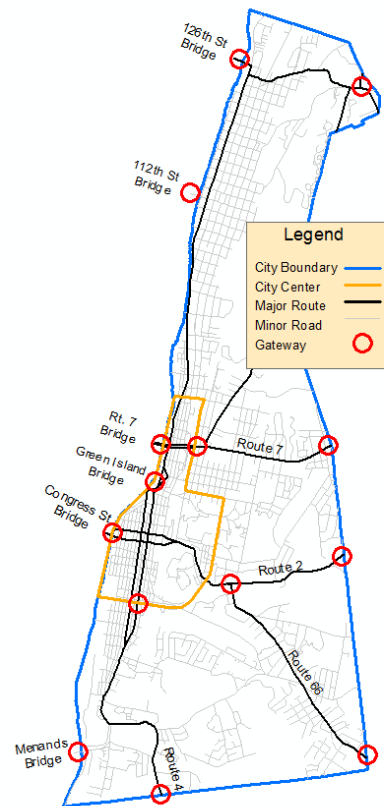 126th St
Bridge
112th St
Bridge
Legend
City Boundary
City Center
Major Route
Minor Road
Gateway
Rt. 7
Bridge
Route 7
Green Island
Bridge
Congress St
Bridge
Route 2
Route 66
Menands
Bridge
Route 4